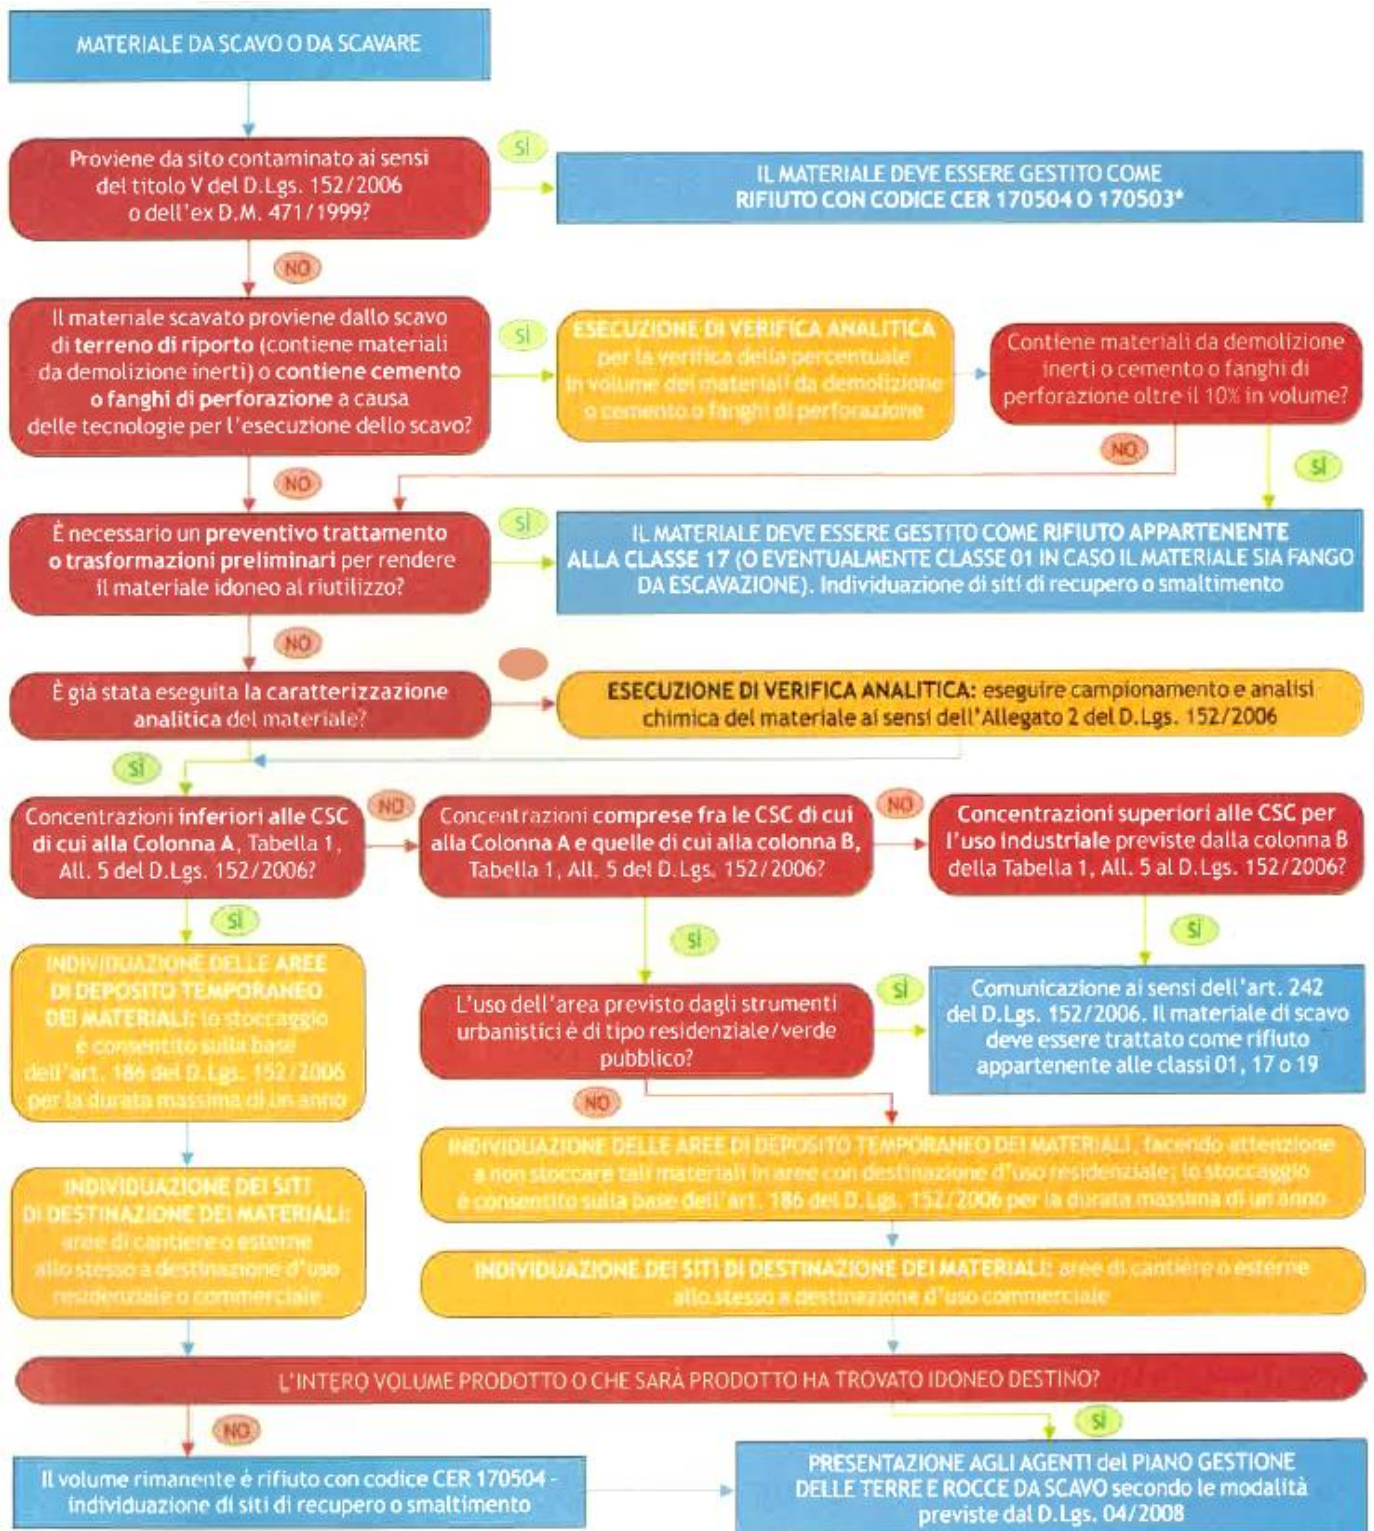 MATERIALE DA SCAVO O DA SCAVARE
Proviene da sito contaminato ai sensi
del titolo V del D.Lgs. 152/2006
o dell'ex D.M. 471/1999?
SÌ
IL MATERIALE DEVE ESSERE GESTITO COME
RIFIUTO CON CODICE CER 170504 O 170503*
NO
Il materiale scavato proviene dallo scavo
di terreno di riporto (contiene materiali
da demolizione inerti) o contiene cemento
o fanghi di perforazione a causa
delle tecnologie per l'esecuzione dello scavo?
SÌ
ESECUZIONE DI VERIFICA ANALITICA
per la verifica della percentuale
in volume dei materiali da demolizione
o cemento o fanghi di perforazione
Contiene materiali da demolizione
inerti o cemento o fanghi di
perforazione oltre il 10% in volume?
NO
SÌ
NO
È necessario un preventivo trattamento
o trasformazioni preliminari per rendere
il materiale idoneo al riutilizzo?
SÌ
IL MATERIALE DEVE ESSERE GESTITO COME RIFIUTO APPARTENENTE
ALLA CLASSE 17 (O EVENTUALMENTE CLASSE 01 IN CASO IL MATERIALE SIA FANGO
DA ESCAVAZIONE). Individuazione di siti di recupero o smaltimento
NO
È già stata eseguita la caratterizzazione
analitica del materiale?
ESECUZIONE DI VERIFICA ANALITICA: eseguire campionamento e analisi
chimica del materiale ai sensi dell'Allegato 2 del D.Lgs. 152/2006
SÌ
Concentrazioni inferiori alle CSC
di cui alla Colonna A, Tabella 1,
All. 5 del D.Lgs. 152/2006?
NO
Concentrazioni comprese fra le CSC di cui
alla Colonna A e quelle di cui alla colonna B,
Tabella 1, All. 5 del D.Lgs. 152/2006?
NO
Concentrazioni superiori alle CSC per
l'uso industriale previste dalla colonna B
della Tabella 1, All. 5 al D.Lgs. 152/2006?
SÌ
SÌ
SÌ
INDIVIDUAZIONE DELLE AREE
DI DEPOSITO TEMPORANEO
DEI MATERIALI: lo stoccaggio
è consentito sulla base
dell'art. 186 del D.Lgs. 152/2006
per la durata massima di un anno
L'uso dell'area previsto dagli strumenti
urbanistici è di tipo residenziale/verde
pubblico?
SÌ
Comunicazione ai sensi dell'art. 242
del D.Lgs. 152/2006. Il materiale di scavo
deve essere trattato come rifiuto
appartenente alle classi 01, 17 o 19
NO
INDIVIDUAZIONE DELLE AREE DI DEPOSITO TEMPORANEO DEI MATERIALI, facendo attenzione
a non stoccare tali materiali in aree con destinazione d'uso residenziale; lo stoccaggio
è consentito sulla base dell'art. 186 del D.Lgs. 152/2006 per la durata massima di un anno
INDIVIDUAZIONE DEI SITI
DI DESTINAZIONE DEI MATERIALI:
aree di cantiere o esterne
allo stesso a destinazione d'uso
residenziale o commerciale
INDIVIDUAZIONE DEI SITI DI DESTINAZIONE DEI MATERIALI: aree di cantiere o esterne
allo stesso a destinazione d'uso commerciale
L'INTERO VOLUME PRODOTTO O CHE SARÀ PRODOTTO HA TROVATO IDONEO DESTINO?
NO
SÌ
Il volume rimanente è rifiuto con codice CER 170504 -
individuazione di siti di recupero o smaltimento
PRESENTAZIONE AGLI AGENTI del PIANO GESTIONE
DELLE TERRE E ROCCE DA SCAVO secondo le modalità
previste dal D.Lgs. 04/2008